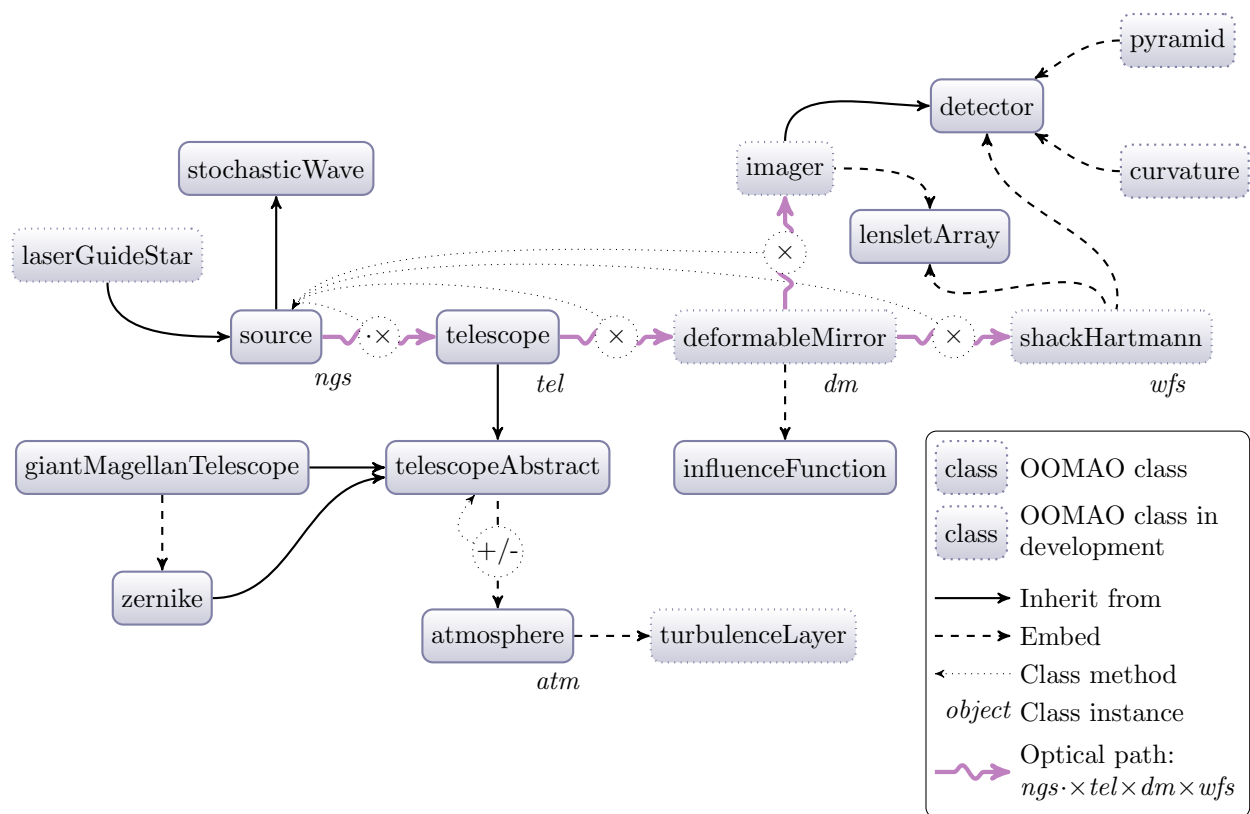 pyramid
detector
stochasticWave
imager
curvature
laserGuideStar
lensletArray
×
source
·×
telescope
×
deformableMirror
×
shackHartmann
ngs
tel
dm
wfs
giantMagellanTelescope
telescopeAbstract
influenceFunction
+/-
zernike
atmosphere
turbulenceLayer
atm
class OOMAO class
class OOMAO class in
development
Inherit from
Embed
Class method
object Class instance
Optical path:
ngs·×tel×dm×wfs